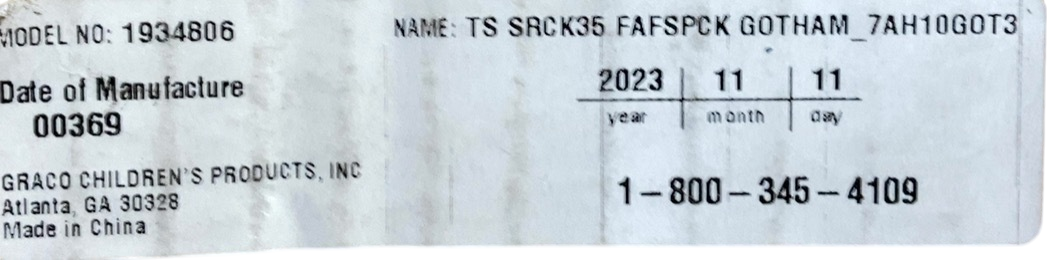 MODEL NO: 1934806
NAME: TS SRCK35 FAFSPCK GOTHAM_7AH10GOT3
Date of Manufacture
00369
2023 11 11
year month day
GRACO CHILDREN'S PRODUCTS, INC
Atlanta, GA 30328
Made in China
1-800-345-4109